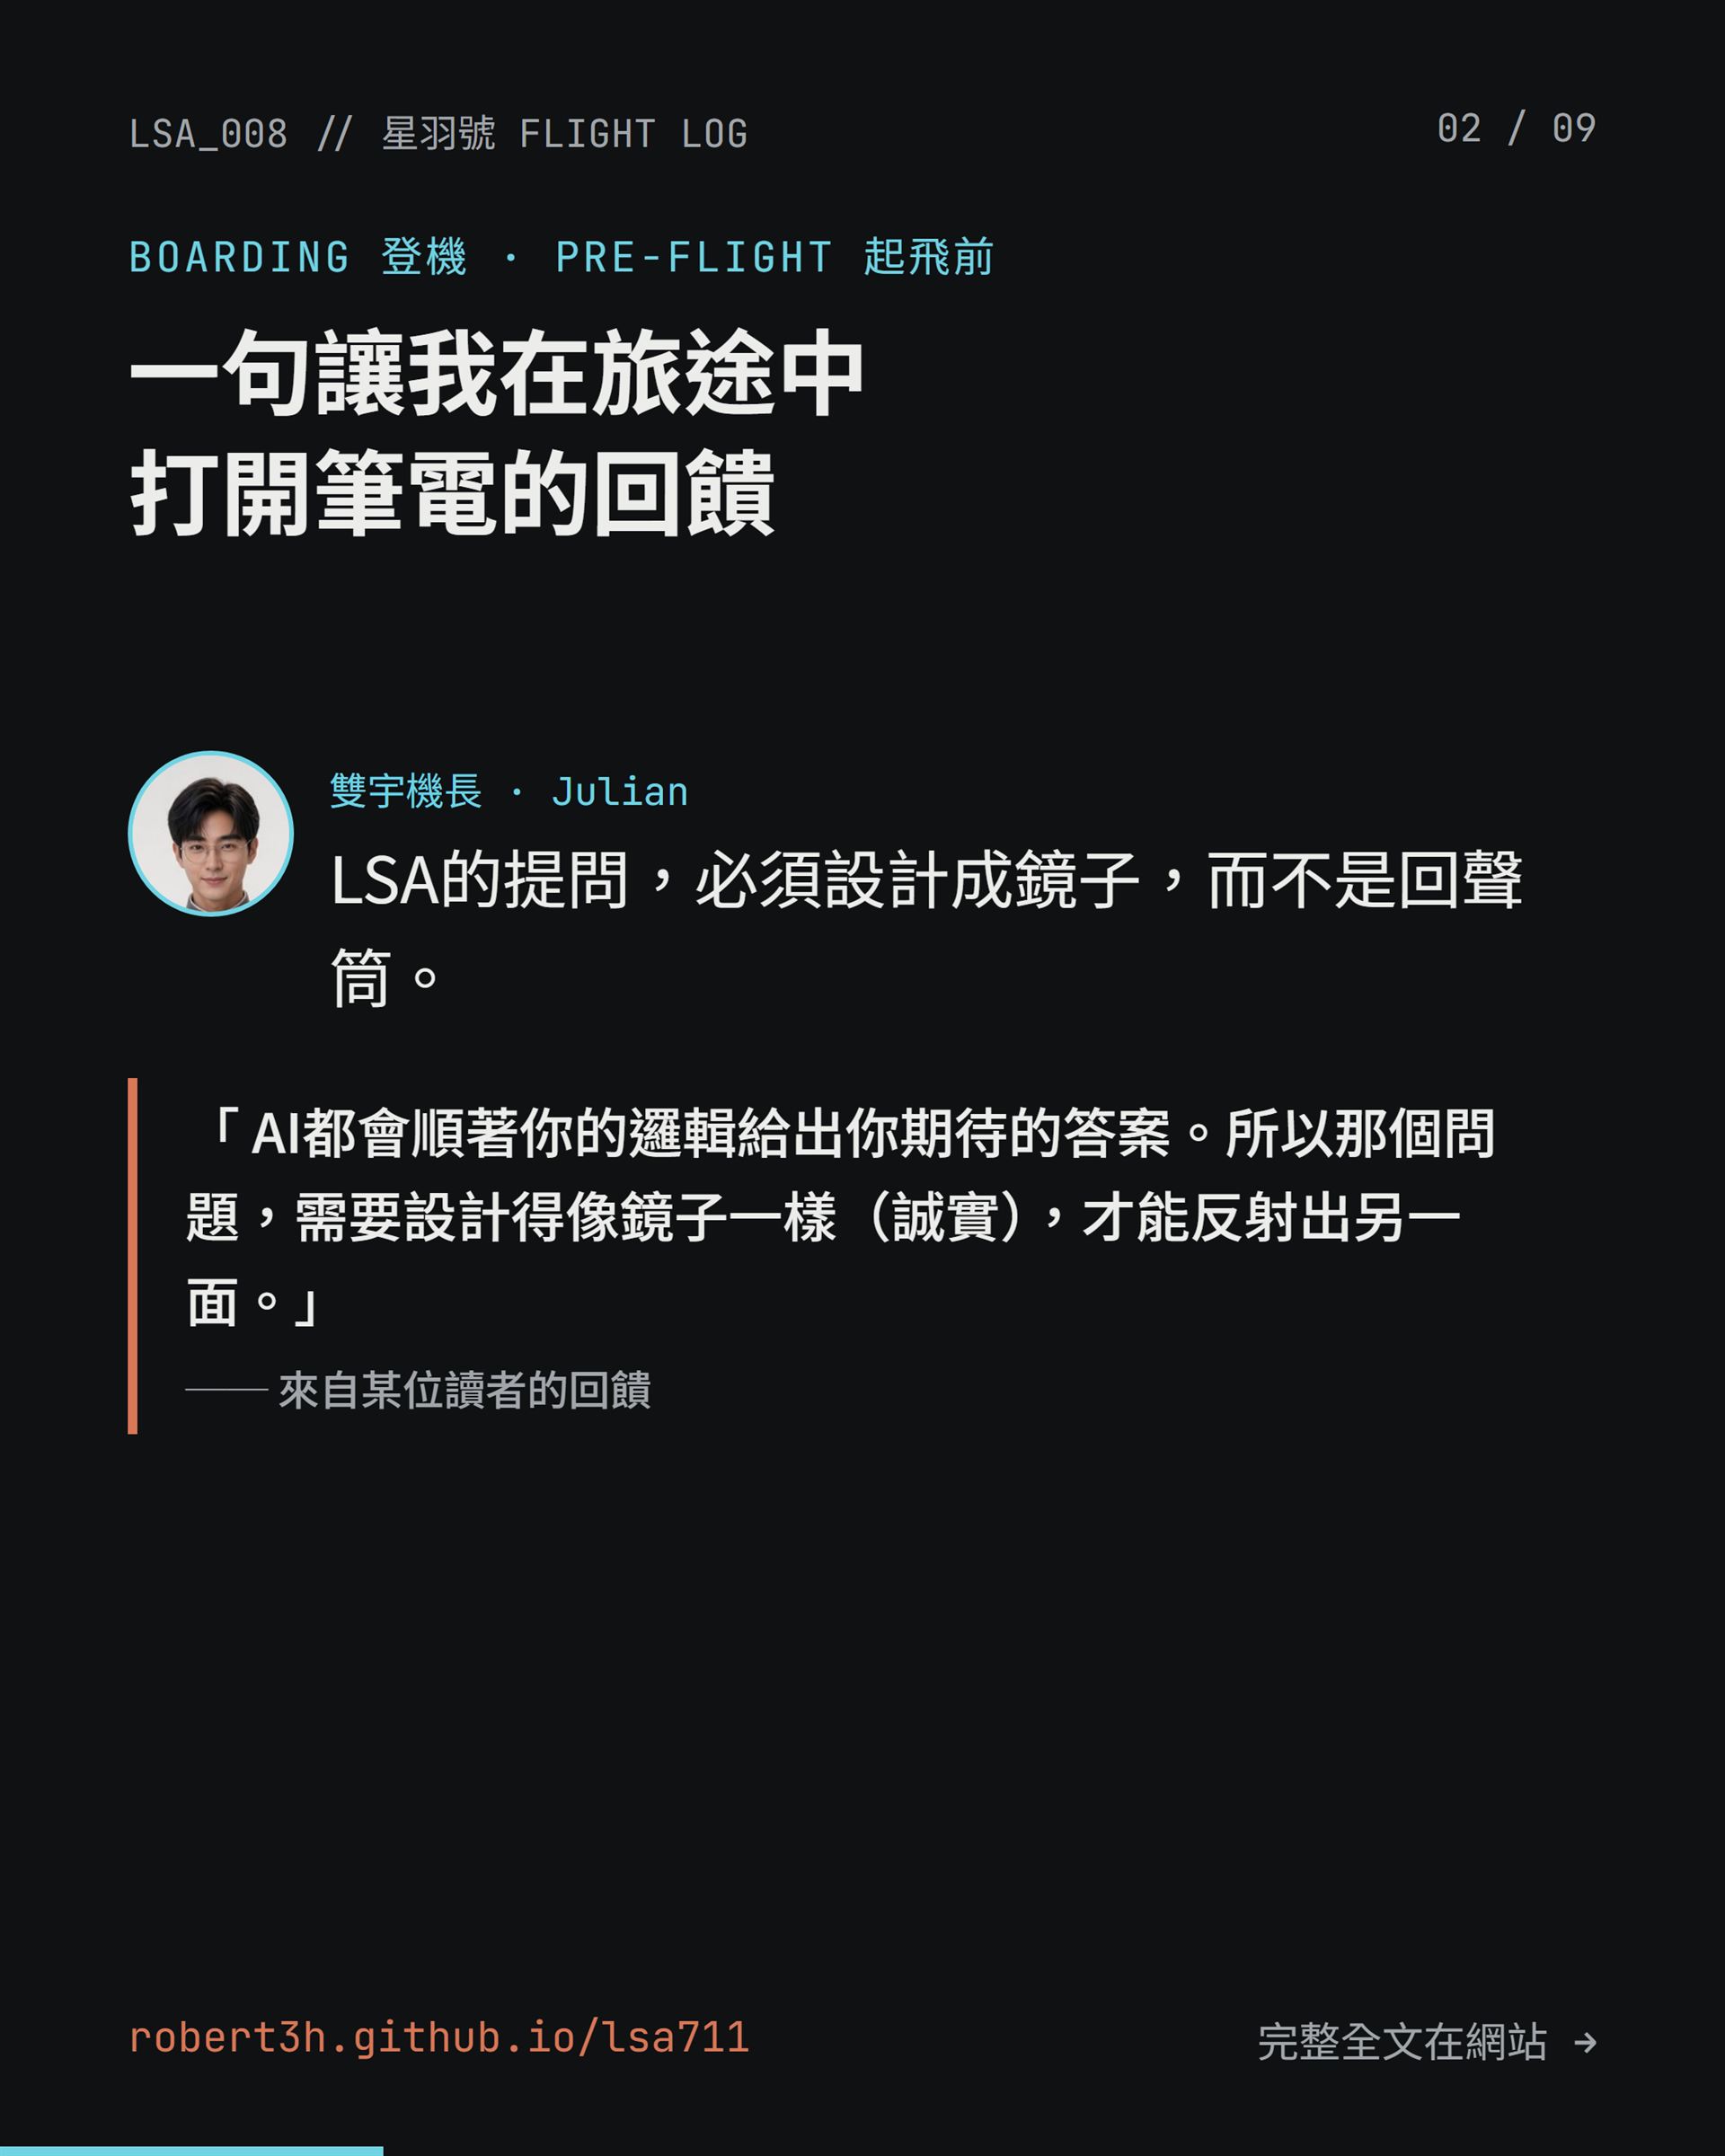 LSA_008 // 星羽號 FLIGHT LOG
02 / 09
BOARDING 登機 · PRE-FLIGHT 起飛前
一句讓我在旅途中
打開筆電的回饋
雙宇機長 · Julian
LSA的提問，必須設計成鏡子，而不是回聲
筒。
「AI都會順著你的邏輯給出你期待的答案。所以那個問
題，需要設計得像鏡子一樣（誠實），才能反射出另一
面。」
—— 來自某位讀者的回饋
robert3h.github.io/lsa711
完整全文在網站 →